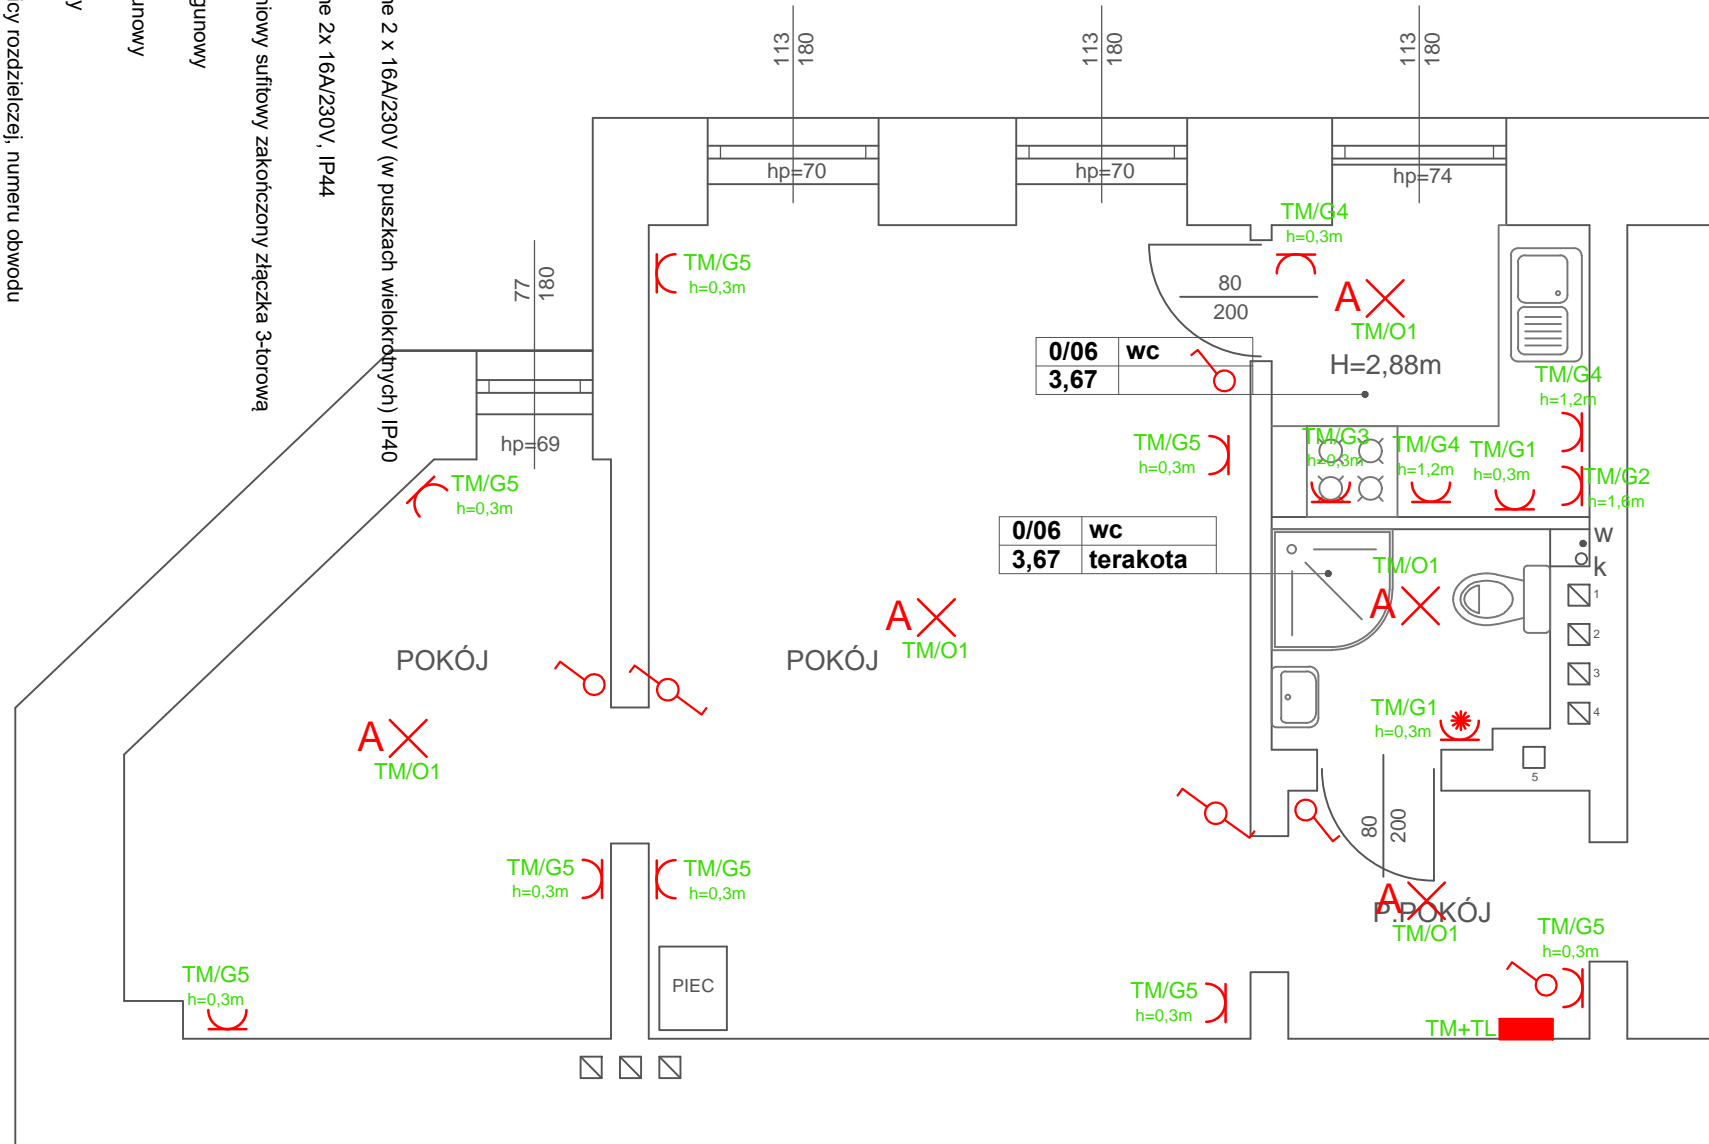 ne 2 x 16A/230V (w puszkach wielokrotnych) IP40
ne 2x 16A/230V, IP44
niowy sufitowy zakończony złączka 3-torową
gunowy
unowy
y
cy rozdzielczej, numeru obwodu
113
180
113
180
113
180
hp=70
hp=70
hp=74
77
180
hp=69
TM/G5
h=0,3m
TM/G4
h=0,3m
80
200
A
TM/O1
H=2,88m
0/06 wc
3,67
TM/G4
h=1,2m
TM/G5
h=0,3m
TM/G3
h=0,3m
TM/G4
h=1,2m
TM/G1
h=0,3m
TM/G2
h=1,6m
TM/G5
h=0,3m
0/06 wc
3,67 terakota
w
k
TM/O1
A
1
2
3
4
5
POKÓJ
POKÓJ
A
TM/O1
A
TM/O1
TM/G1
h=0,3m
80
200
TM/G5
h=0,3m
TM/G5
h=0,3m
A
P.POKÓJ
TM/O1
TM/G5
h=0,3m
TM/G5
h=0,3m
PIEC
TM/G5
h=0,3m
TM+TL